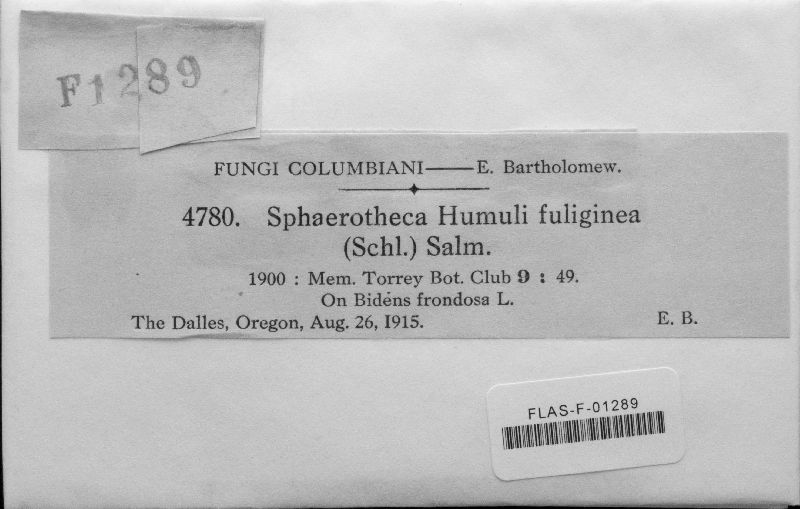 F1289
FUNGI COLUMBIANI——E. Bartholomew.
4780. Sphaerotheca Humuli fuliginea
(Schl.) Salm.
1900 : Mem. Torrey Bot. Club 9 : 49.
On Bidens frondosa L.
The Dalles, Oregon, Aug. 26, 1915. E. B.
FLAS-F-01289